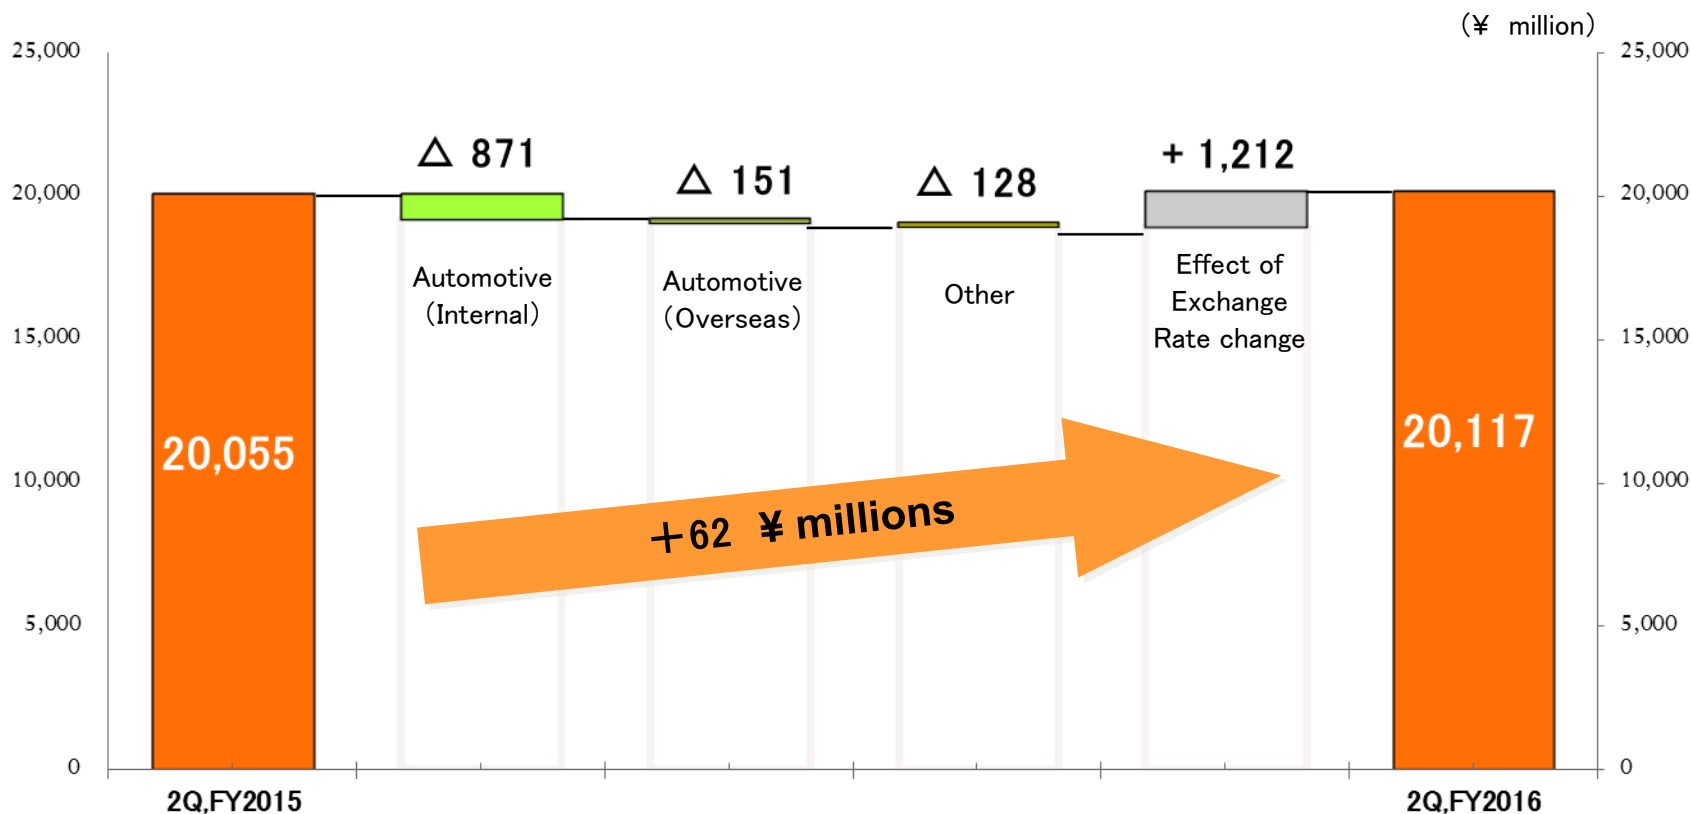 （¥ million）
25,000
25,000
△ 871
△ 151
△ 128
+ 1,212
20,000
20,000
Automotive
（Internal）
Automotive
（Overseas）
Other
Effect of
Exchange
Rate change
15,000
15,000
20,055
20,117
10,000
10,000
＋62 ¥ millions
5,000
5,000
0
0
2Q,FY2015
2Q,FY2016